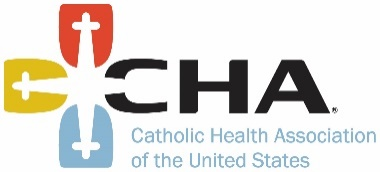 CHA®
Catholic Health Association
of the United States